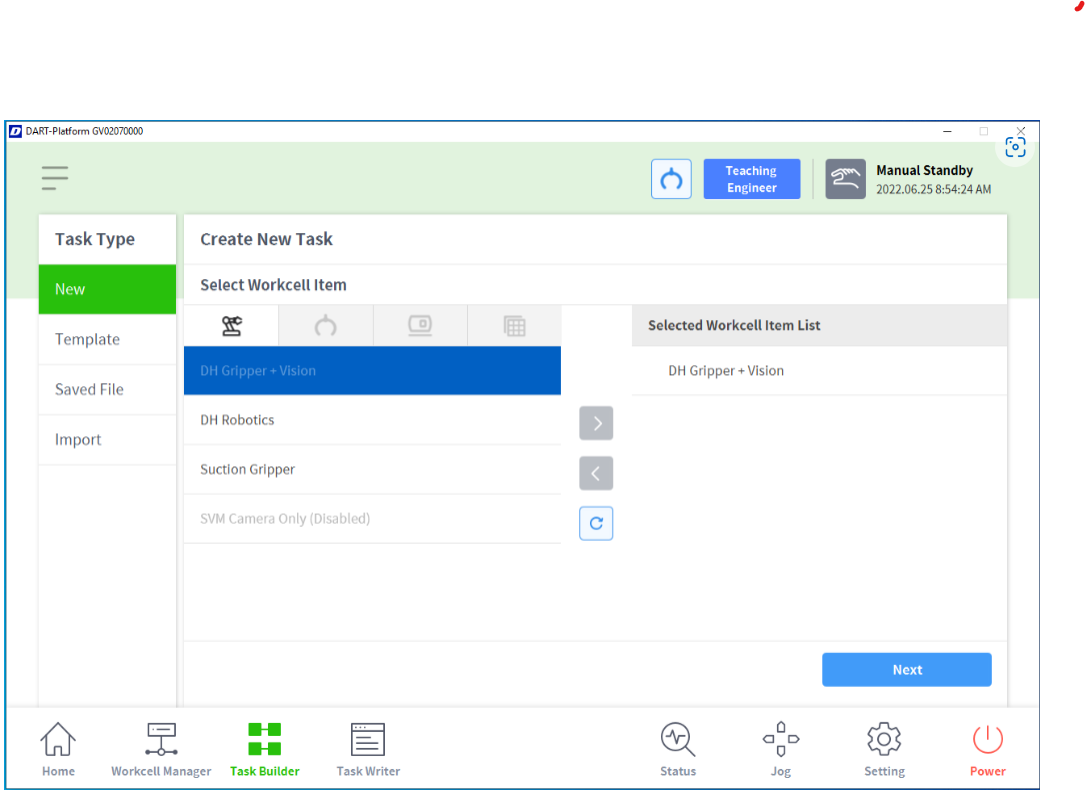 DART-Platform GV02070000
Teaching
Engineer
Manual Standby
2022.06.25 8:54:24 AM
Task Type
New
Template
Saved File
Import
Create New Task
Select Workcell Item
DH Gripper + Vision
DH Robotics
Suction Gripper
SVM Camera Only (Disabled)
Selected Workcell Item List
DH Gripper + Vision
Next
Home
Workcell Manager
Task Builder
Task Writer
Status
Jog
Setting
Power